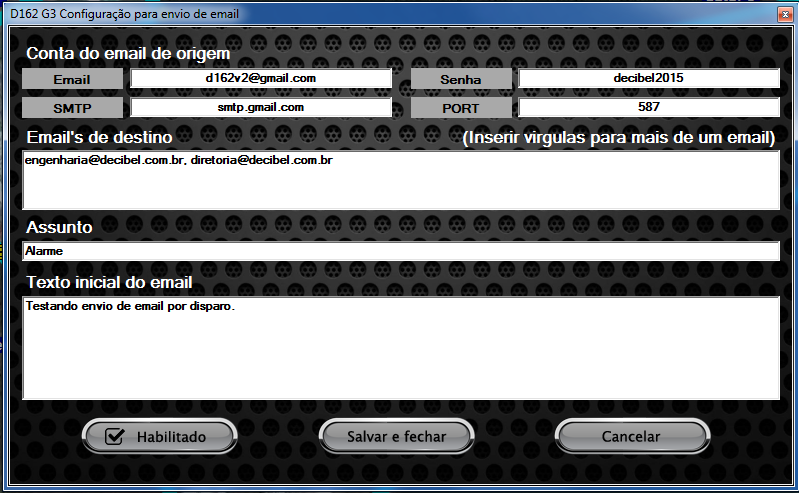 D162 G3 Configuração para envio de email
Conta do email de origem
Email d162v2@gmail.com Senha decibel2015
SMTP smtp.gmail.com PORT 587
Email's de destino (Inserir virgulas para mais de um email)
engenharia@decibel.com.br, diretoria@decibel.com.br
Assunto
Alarme
Texto inicial do email
Testando envio de email por disparo.
Habilitado Salvar e fechar Cancelar